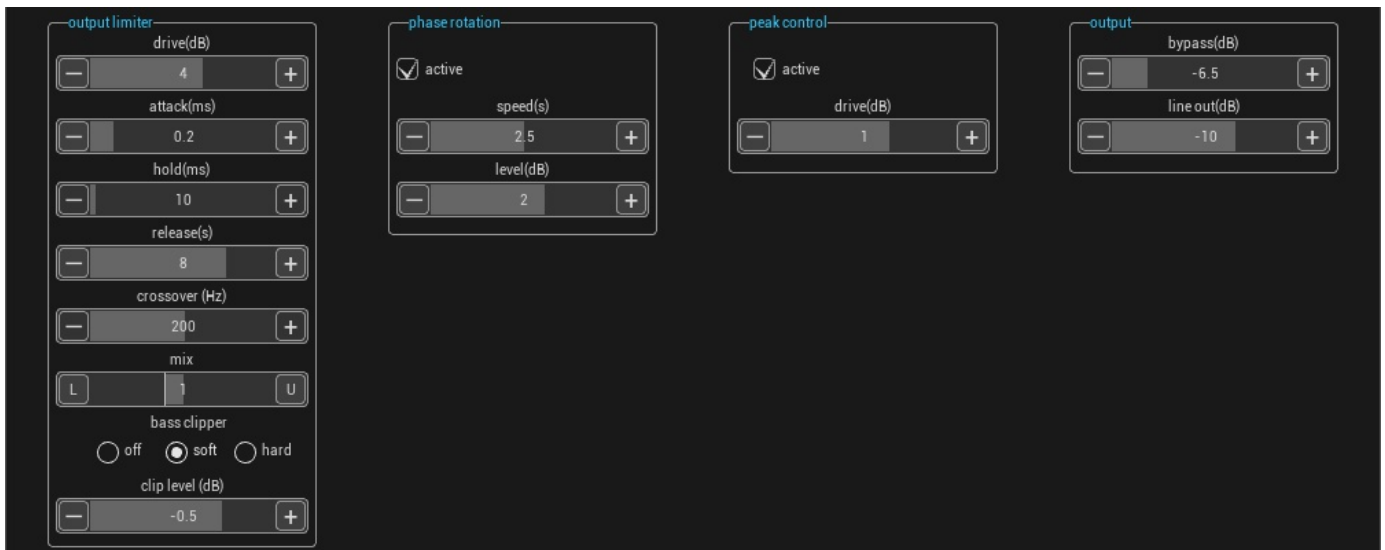 output limiter
drive(dB)
4
attack(ms)
0.2
hold(ms)
10
release(s)
8
crossover (Hz)
200
mix
L 1 U
bass clipper
off soft hard
clip level (dB)
-0.5
phase rotation
active
speed(s)
2.5
level(dB)
2
peak control
active
drive(dB)
1
output
bypass(dB)
-6.5
line out(dB)
-10